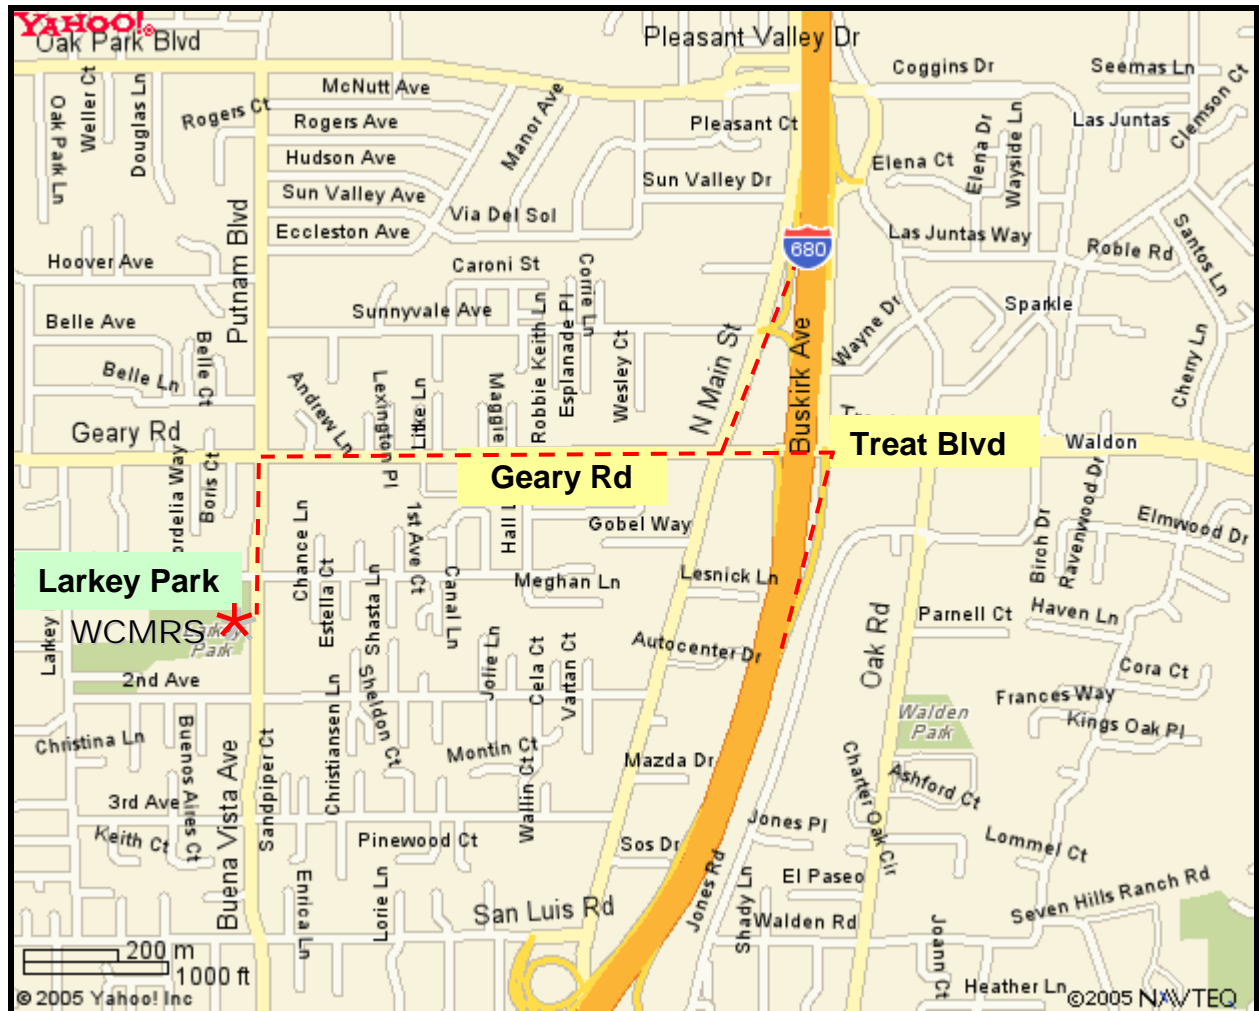 YAHOO!®
Oak Park Blvd
Pleasant Valley Dr
Coggins Dr
Seemas Ln
Clemson Ct
Oak Park Ln
Weller Ct
Douglas Ln
Rogers Ct
McNutt Ave
Rogers Ave
Hudson Ave
Sun Valley Ave
Eccleston Ave
Manor Ave
Via Del Sol
Pleasant Ct
Sun Valley Dr
Elena Ct
Elena Dr
Wayside Ln
Las Juntas
Las Juntas Way
Roble Rd
Santos Ln
Hoover Ave
Putnam Blvd
Caroni St
Corrie Ln
680
Belle Ave
Sunnyvale Ave
Robbie Keith Ln
Esplanade Pl
Wesley Ct
N Main St
Buskirk Ave
Wayne Dr
Sparkle
Cherry Ln
Belle Ln
Belle Ct
Andrew Ln
Lexington Pl
Litke Ln
Maggie
Geary Rd
Geary Rd
Treat Blvd
Waldon
Boris Ct
Chance Ln
1st Ave Ct
Hall
Gobel Way
Birch Dr
Ravenwood Dr
Elmwood Dr
Larkey Park
WCMRS
Larkey
Park
Larkey
Estella Ct
Shasta Ln
Canal Ln
Meghan Ln
Lesnick Ln
Parnell Ct
Haven Ln
Autocenter Dr
Oak Rd
Cora Ct
2nd Ave
Christiansen Ln
Sheldon Ct
Jolie Ln
Cela Ct
Vartan Ct
Walden
Park
Frances Way
Kings Oak Pl
Christina Ln
Buenos Aires Ct
Buena Vista Ave
Sandpiper Ct
Montin Ct
Wallin Ct
Mazda Dr
Charter Oak Cir
Ashford Ct
3rd Ave
Keith Ct
Pinewood Ct
Sos Dr
Jones Pl
Lommel Ct
Enrica Ln
Lorie Ln
San Luis Rd
Jones Rd
Shady Ln
El Paseo
Walden Rd
Seven Hills Ranch Rd
Joann Ct
Heather Ln
200 m
1000 ft
© 2005 Yahoo! Inc
©2005 NAVTEQ